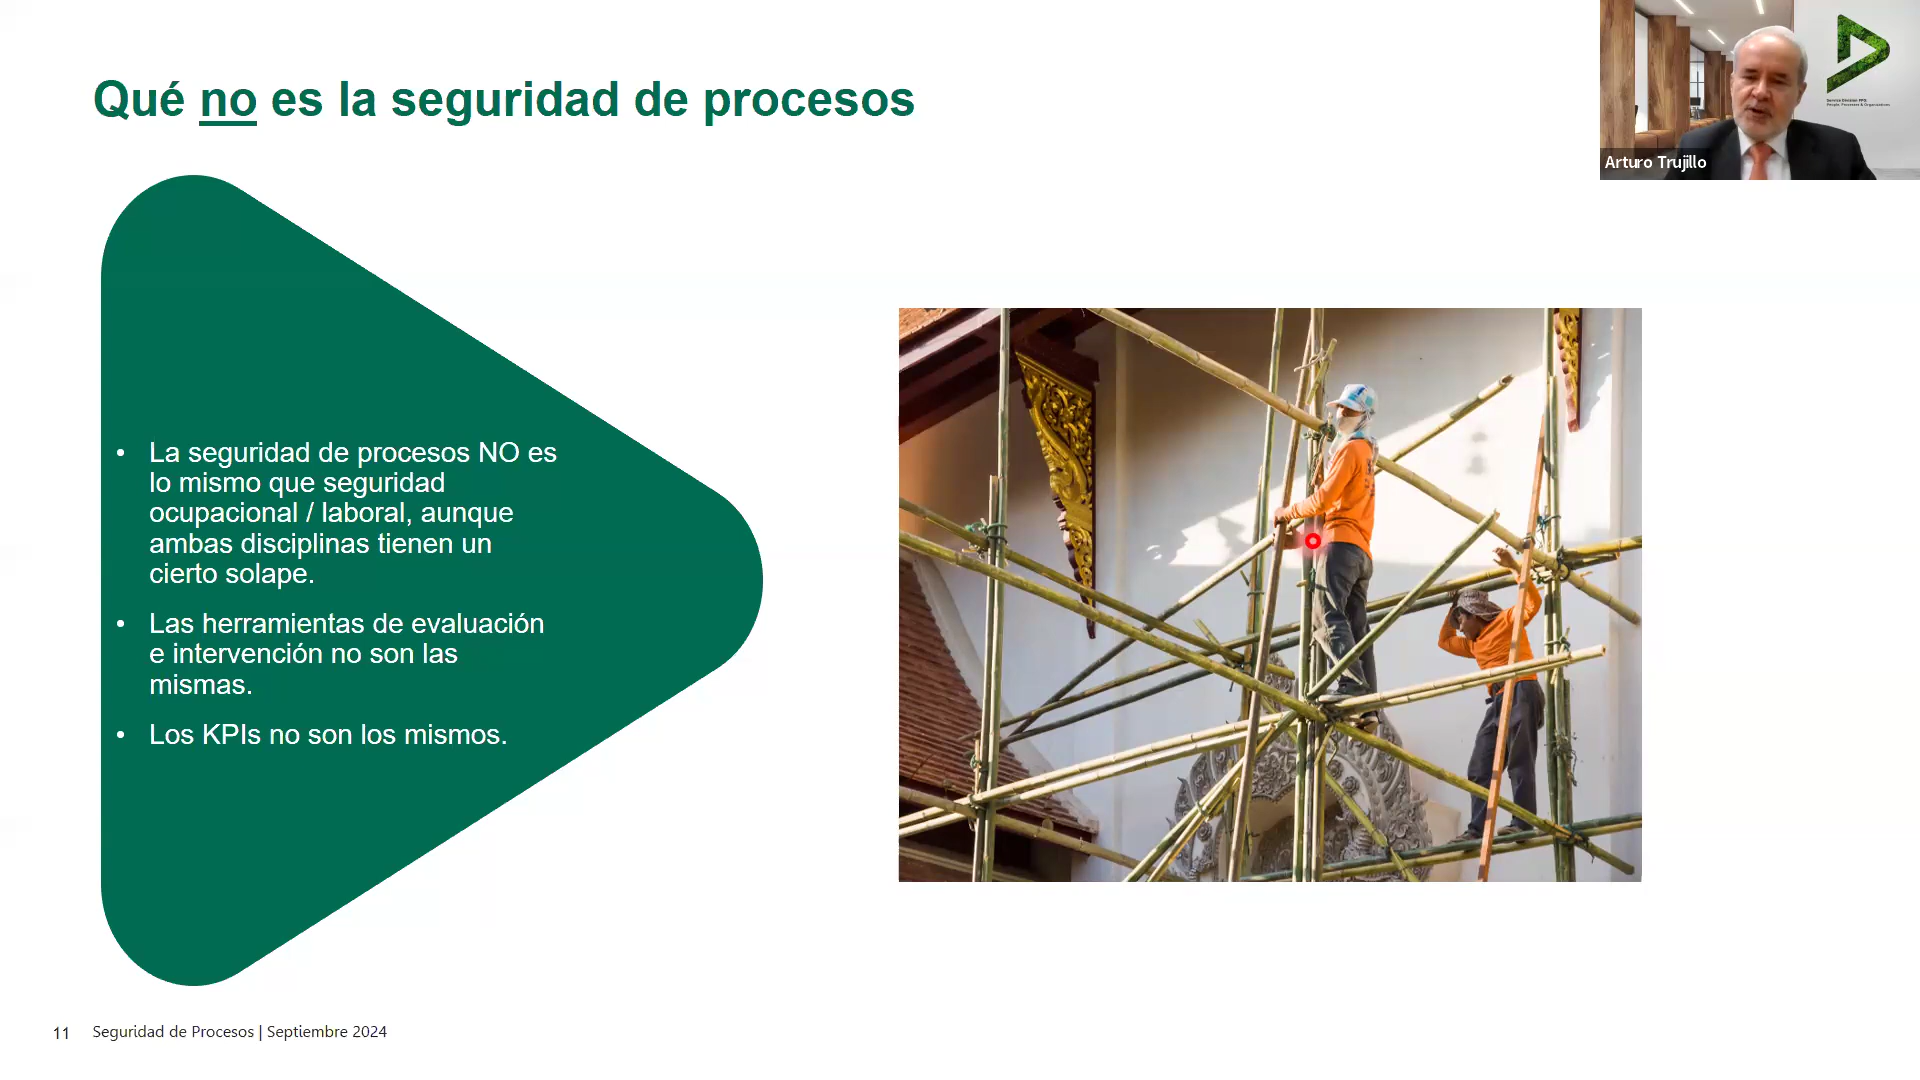 Qué no es la seguridad de procesos
Arturo Trujillo
• La seguridad de procesos NO es
lo mismo que seguridad
ocupacional / laboral, aunque
ambas disciplinas tienen un
cierto solape.
• Las herramientas de evaluación
e intervención no son las
mismas.
• Los KPIs no son los mismos.
11 Seguridad de Procesos | Septiembre 2024